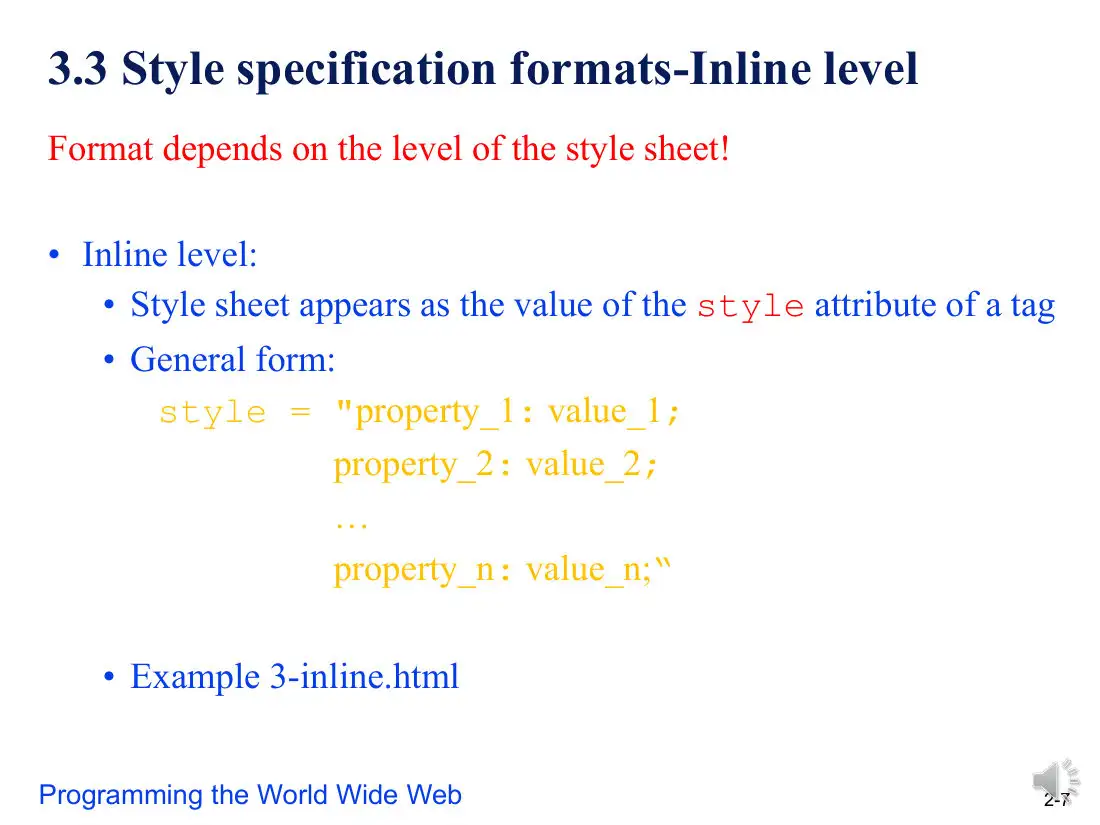 3.3 Style specification formats-Inline level
Format depends on the level of the style sheet!
• Inline level:
• Style sheet appears as the value of the style attribute of a tag
• General form:
style = "property_1: value_1;
property_2: value_2;
…
property_n: value_n;“
• Example 3-inline.html
Programming the World Wide Web
2-7